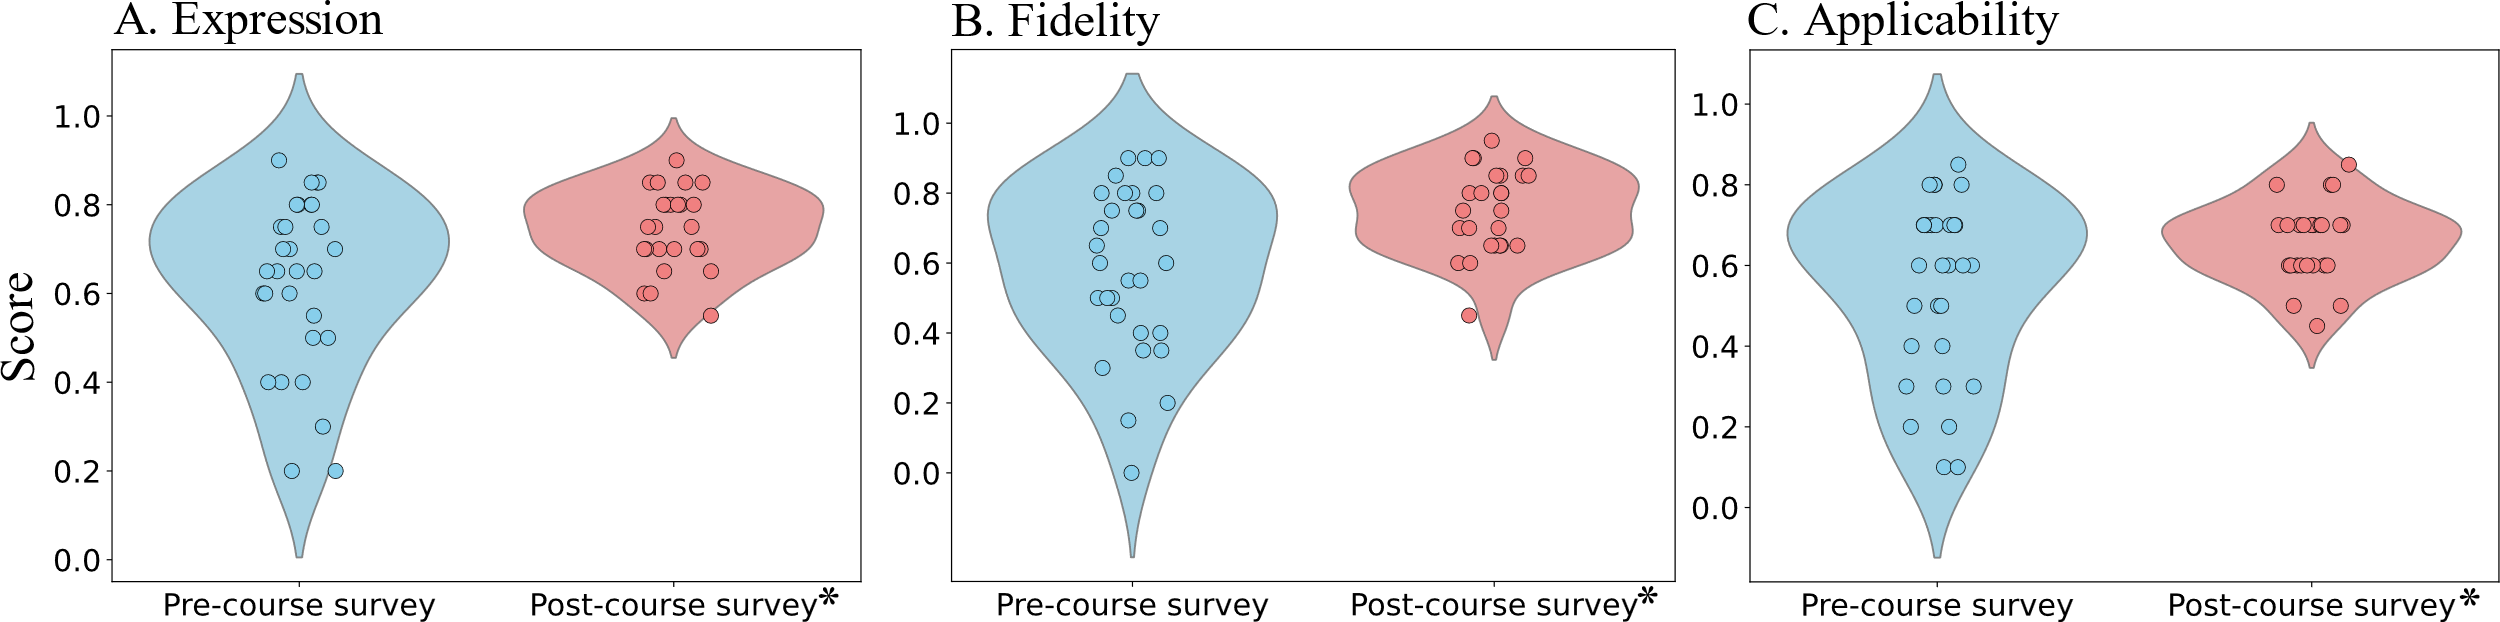 A. Expression
B. Fidelity
C. Applicability
Score
1.0
0.8
0.6
0.4
0.2
0.0
Pre-course survey
Post-course survey*
1.0
0.8
0.6
0.4
0.2
0.0
Pre-course survey
Post-course survey*
1.0
0.8
0.6
0.4
0.2
0.0
Pre-course survey
Post-course survey*